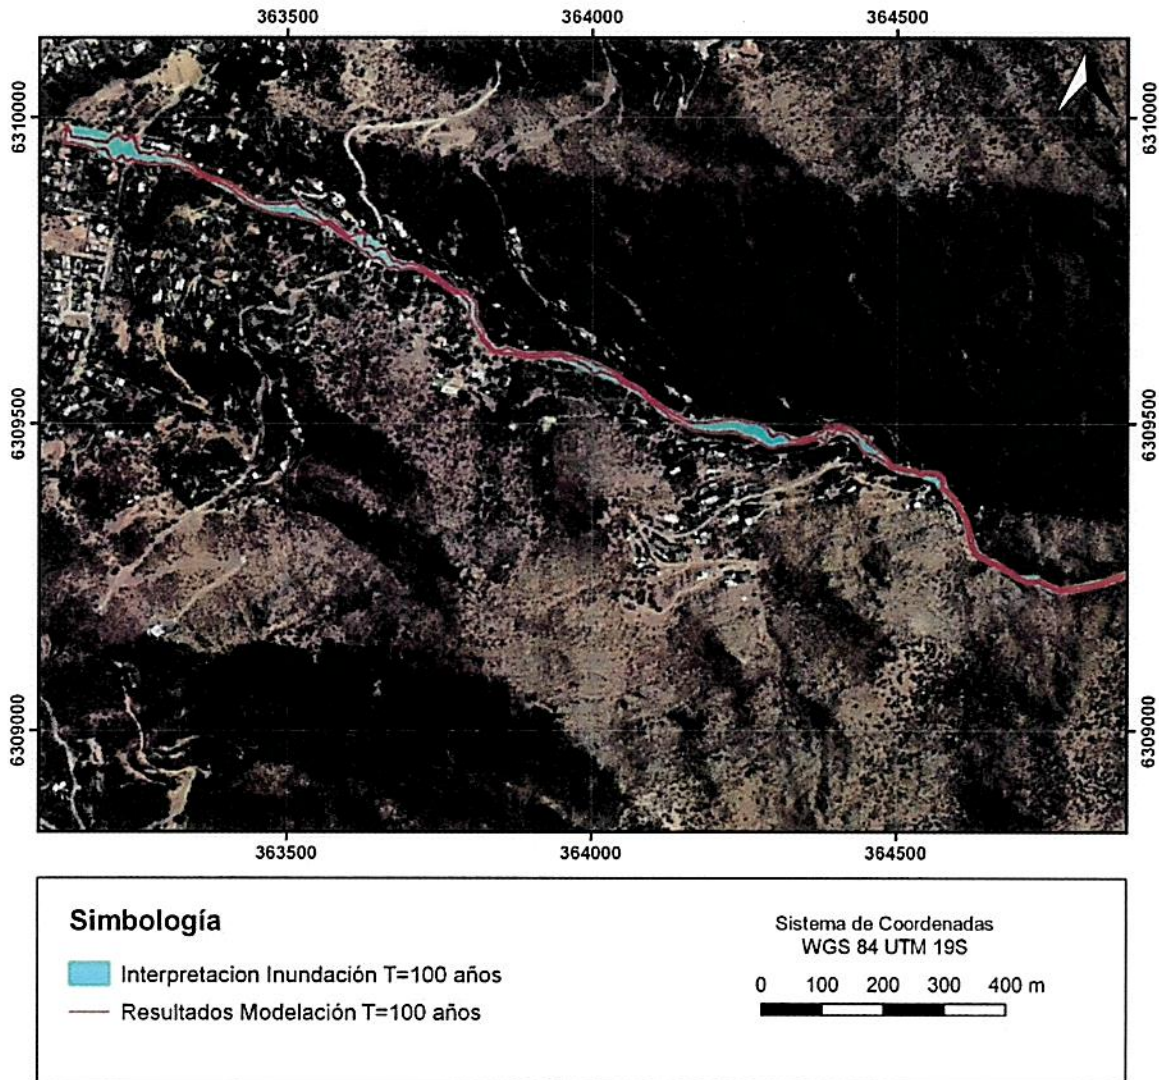 363500 364000 364500
6310000 6310000
6309500 6309500
6309000 6309000
363500 364000 364500
Simbología
Interpretacion Inundación T=100 años
Resultados Modelación T=100 años
Sistema de Coordenadas
WGS 84 UTM 19S
0 100 200 300 400 m